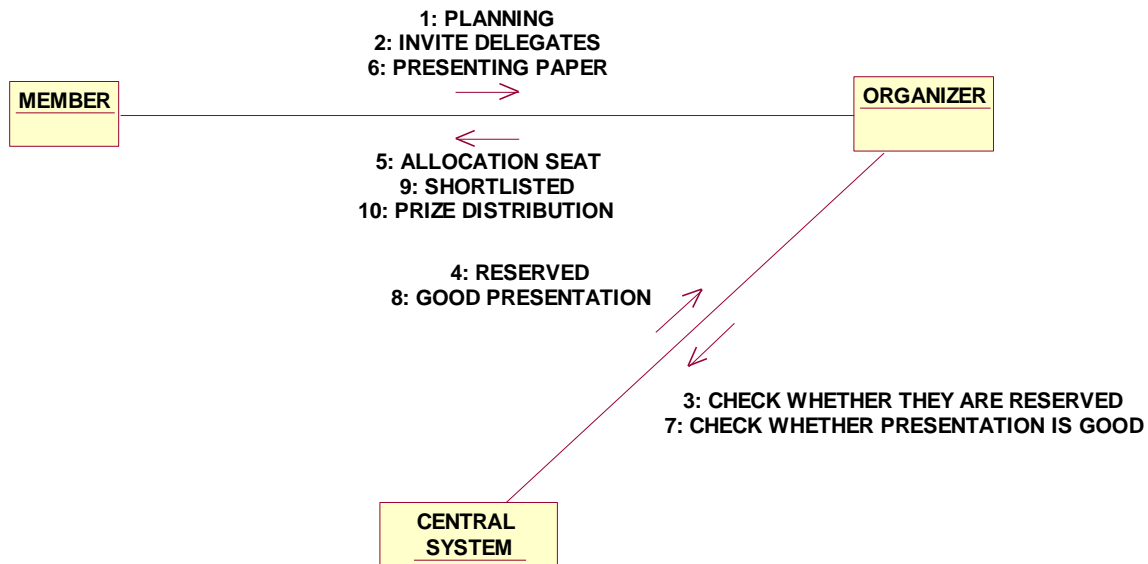 1: PLANNING
2: INVITE DELEGATES
6: PRESENTING PAPER
MEMBER
ORGANIZER
5: ALLOCATION SEAT
9: SHORTLISTED
10: PRIZE DISTRIBUTION
4: RESERVED
8: GOOD PRESENTATION
3: CHECK WHETHER THEY ARE RESERVED
7: CHECK WHETHER PRESENTATION IS GOOD
CENTRAL
SYSTEM